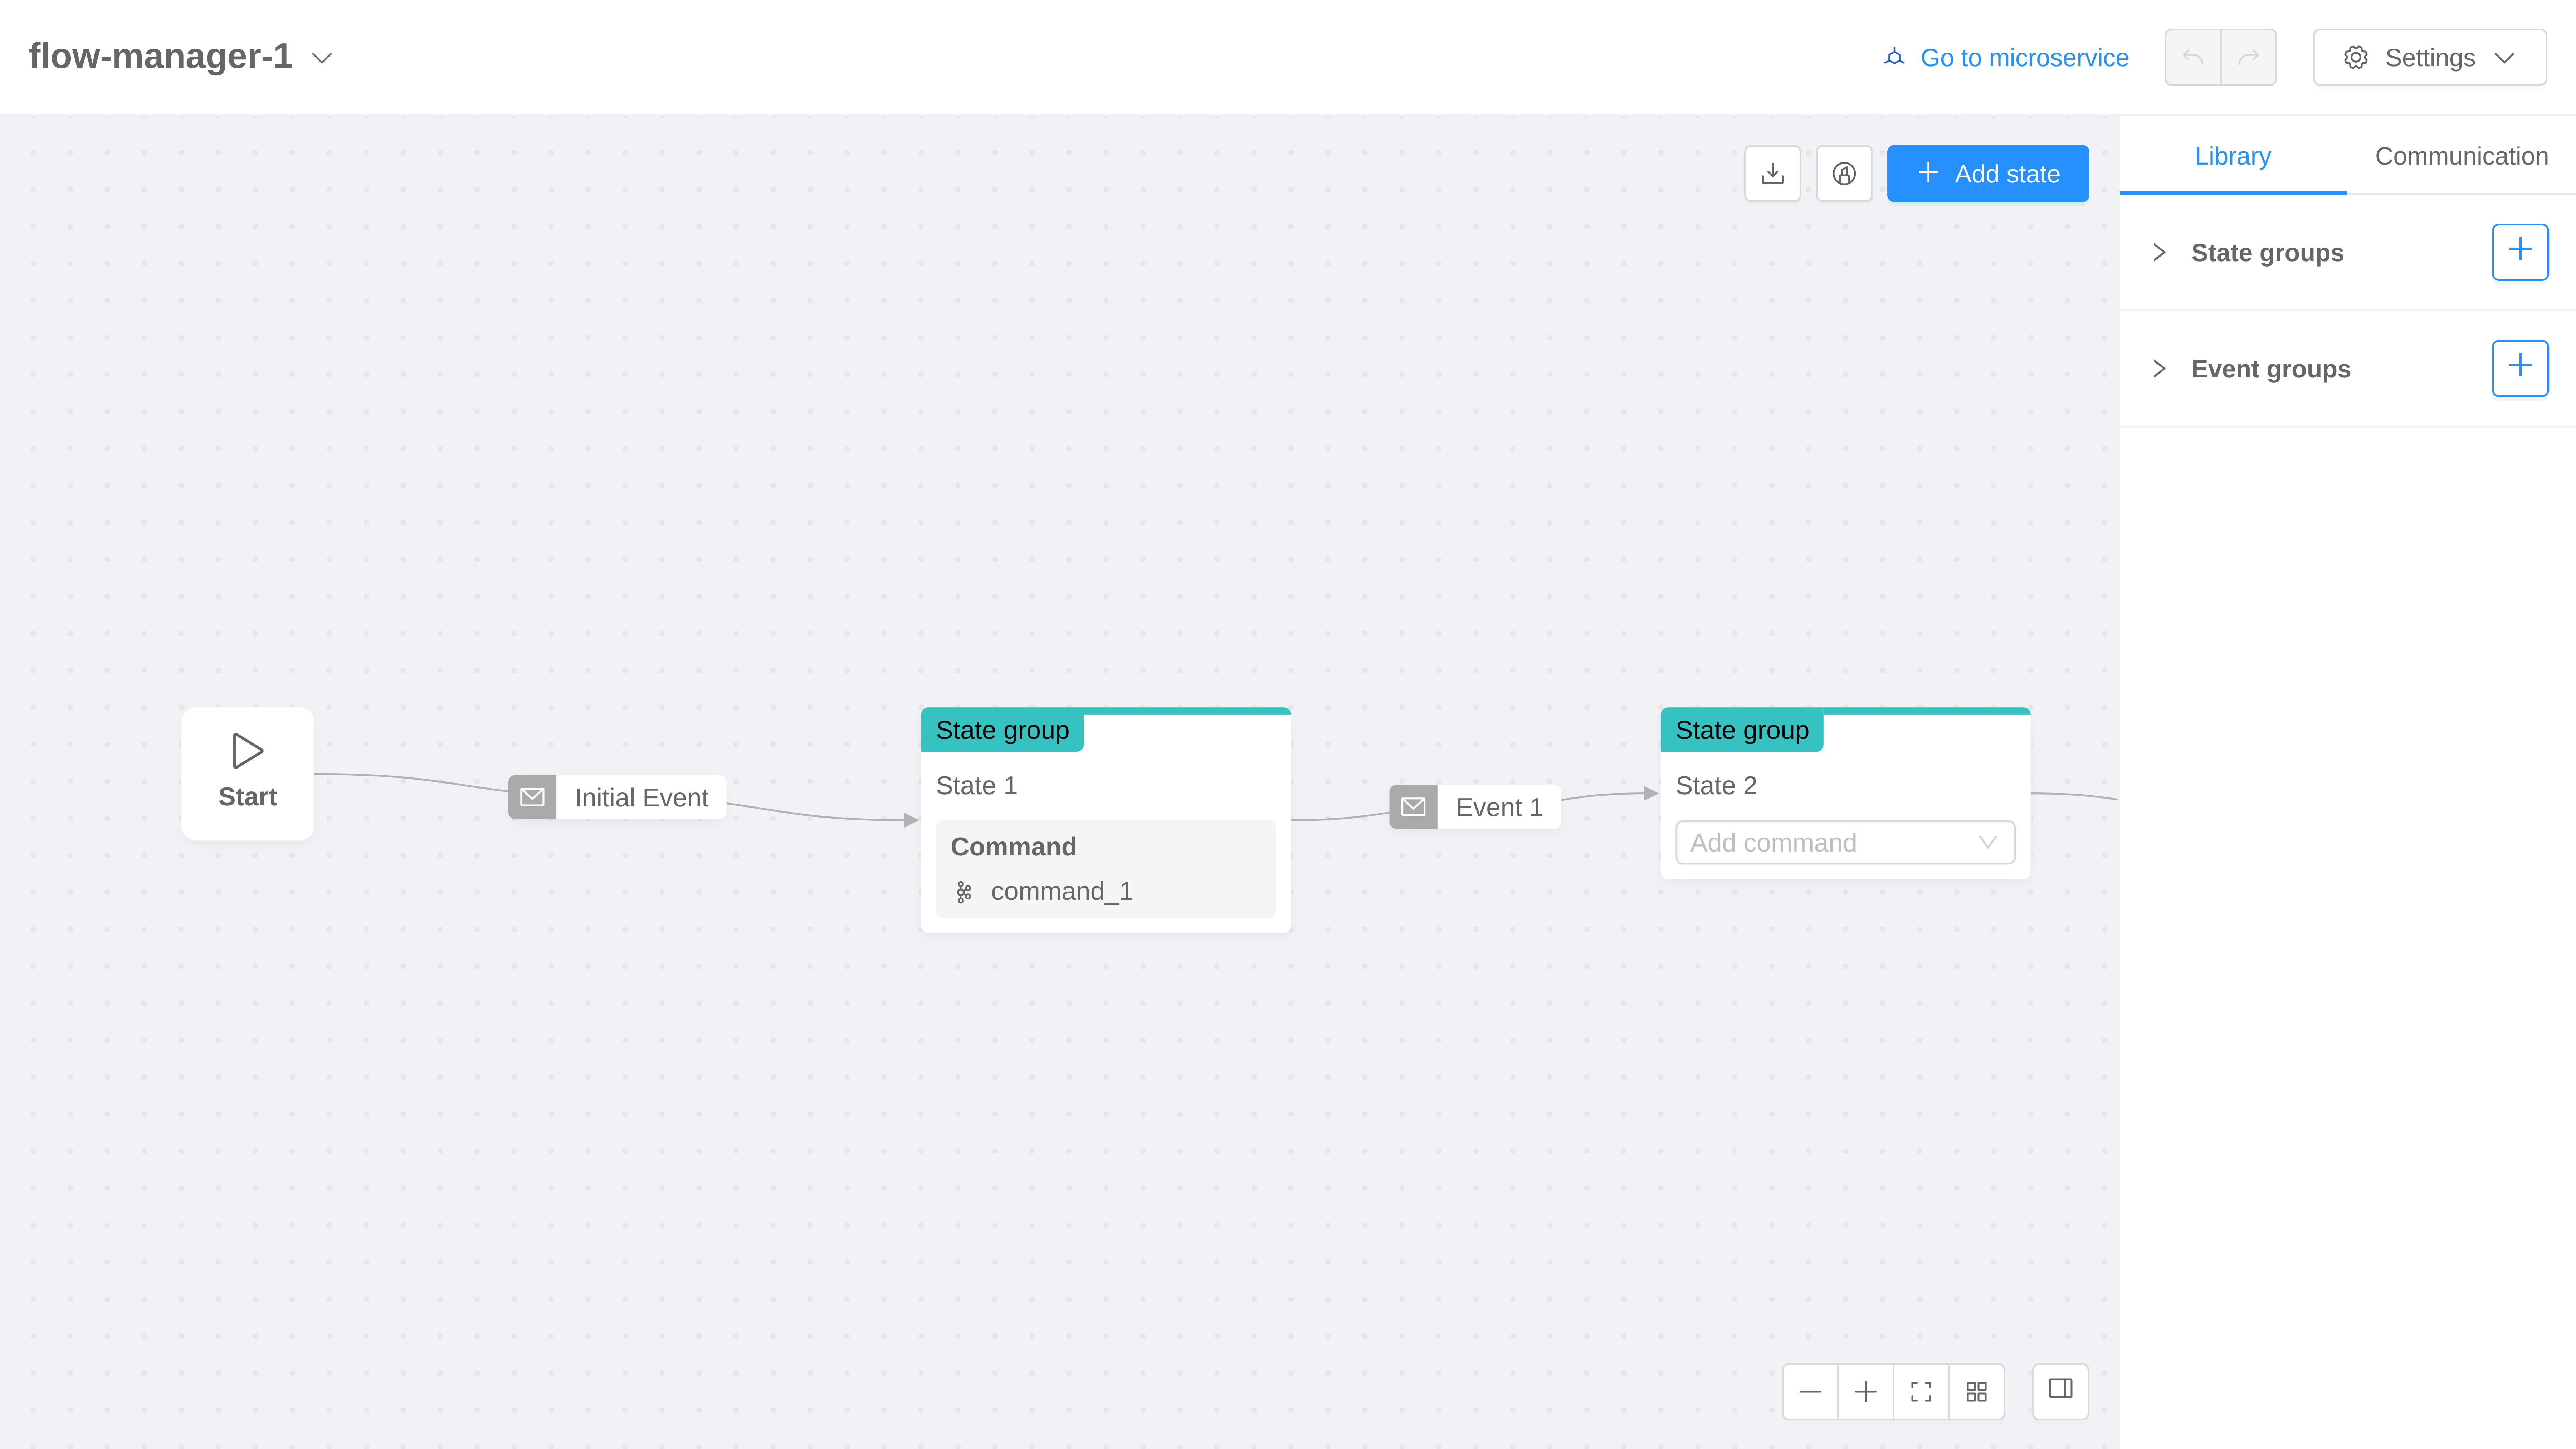 flow-manager-1
Go to microservice
Settings
Add state
Library
Communication
State groups
Event groups
Start
Initial Event
State group
State 1
Command
command_1
Event 1
State group
State 2
Add command